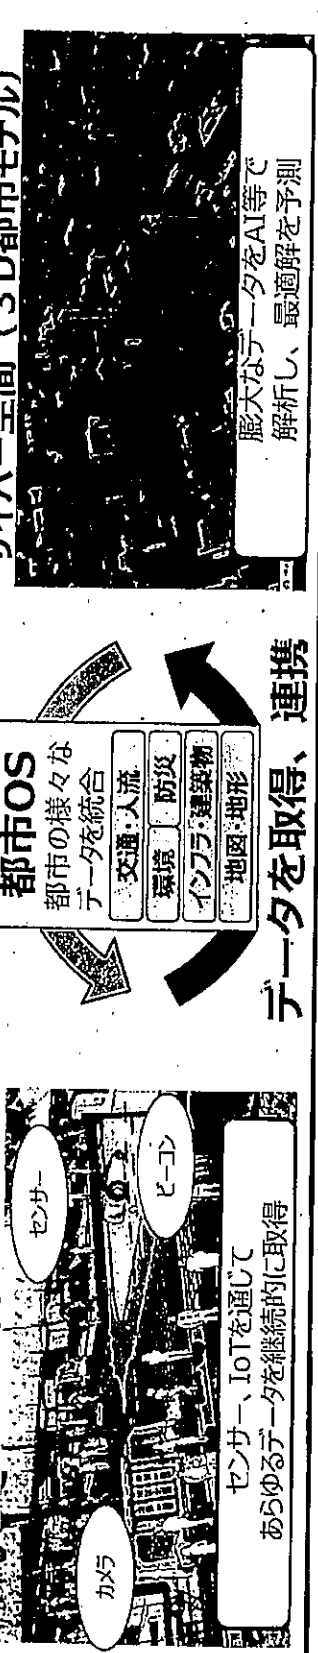 センサー
カメラ
ビーコン
センサー、IoTを通じて
あらゆるデータを継続的に取得
都市OS
都市の様々な
データを統合
交通・人流
環境
防災
インフラ・建築物
地図・地形
データを取得、連携
サイバー空間（３D都市モデル）
膨大なデータをAI等で
解析し、最適解を予測